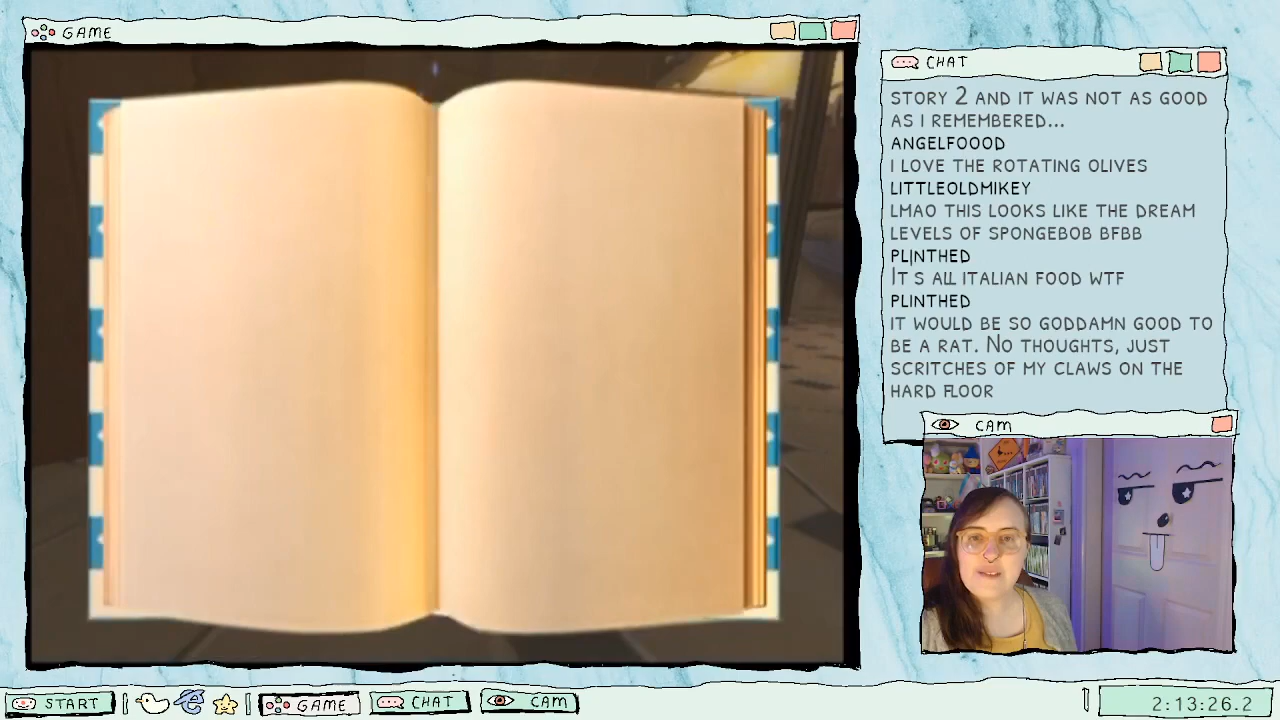 GAME
CHAT
STORY 2 AND IT WAS NOT AS GOOD
AS I REMEMBERED...
ANGELFOOOD
I LOVE THE ROTATING OLIVES
LITTLEOLDMIKEY
LMAO THIS LOOKS LIKE THE DREAM
LEVELS OF SPONGEBOB BFBB
PLINTHED
IT S ALL ITALIAN FOOD WTF
PLINTHED
IT WOULD BE SO GODDAMN GOOD TO
BE A RAT. NO THOUGHTS, JUST
SCRITCHES OF MY CLAWS ON THE
HARD FLOOR
CAM
START
GAME
CHAT
CAM
2:13:26.2